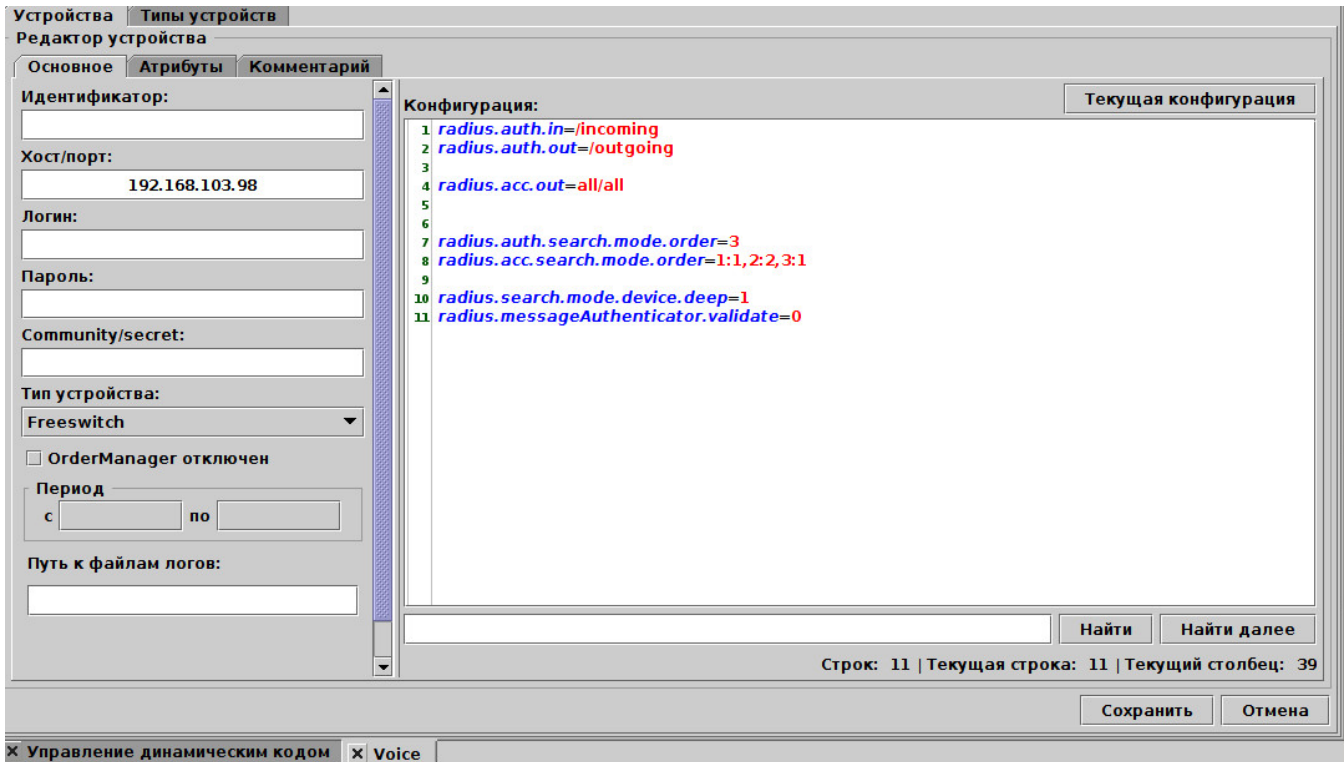 Устройства Типы устройств
Редактор устройства
Основное Атрибуты Комментарий
Идентификатор:
Хост/порт:
192.168.103.98
Логин:
Пароль:
Community/secret:
Тип устройства:
Freeswitch
OrderManager отключен
Период
с по
Путь к файлам логов:
Конфигурация:
Текущая конфигурация
1 radius.auth.in=/incoming
2 radius.auth.out=/outgoing
3
4 radius.acc.out=all/all
5
6
7 radius.auth.search.mode.order=3
8 radius.acc.search.mode.order=1:1,2:2,3:1
9
10 radius.search.mode.device.deep=1
11 radius.messageAuthenticator.validate=0
Найти Найти далее
Строк: 11 | Текущая строка: 11 | Текущий столбец: 39
Сохранить Отмена
× Управление динамическим кодом × Voice